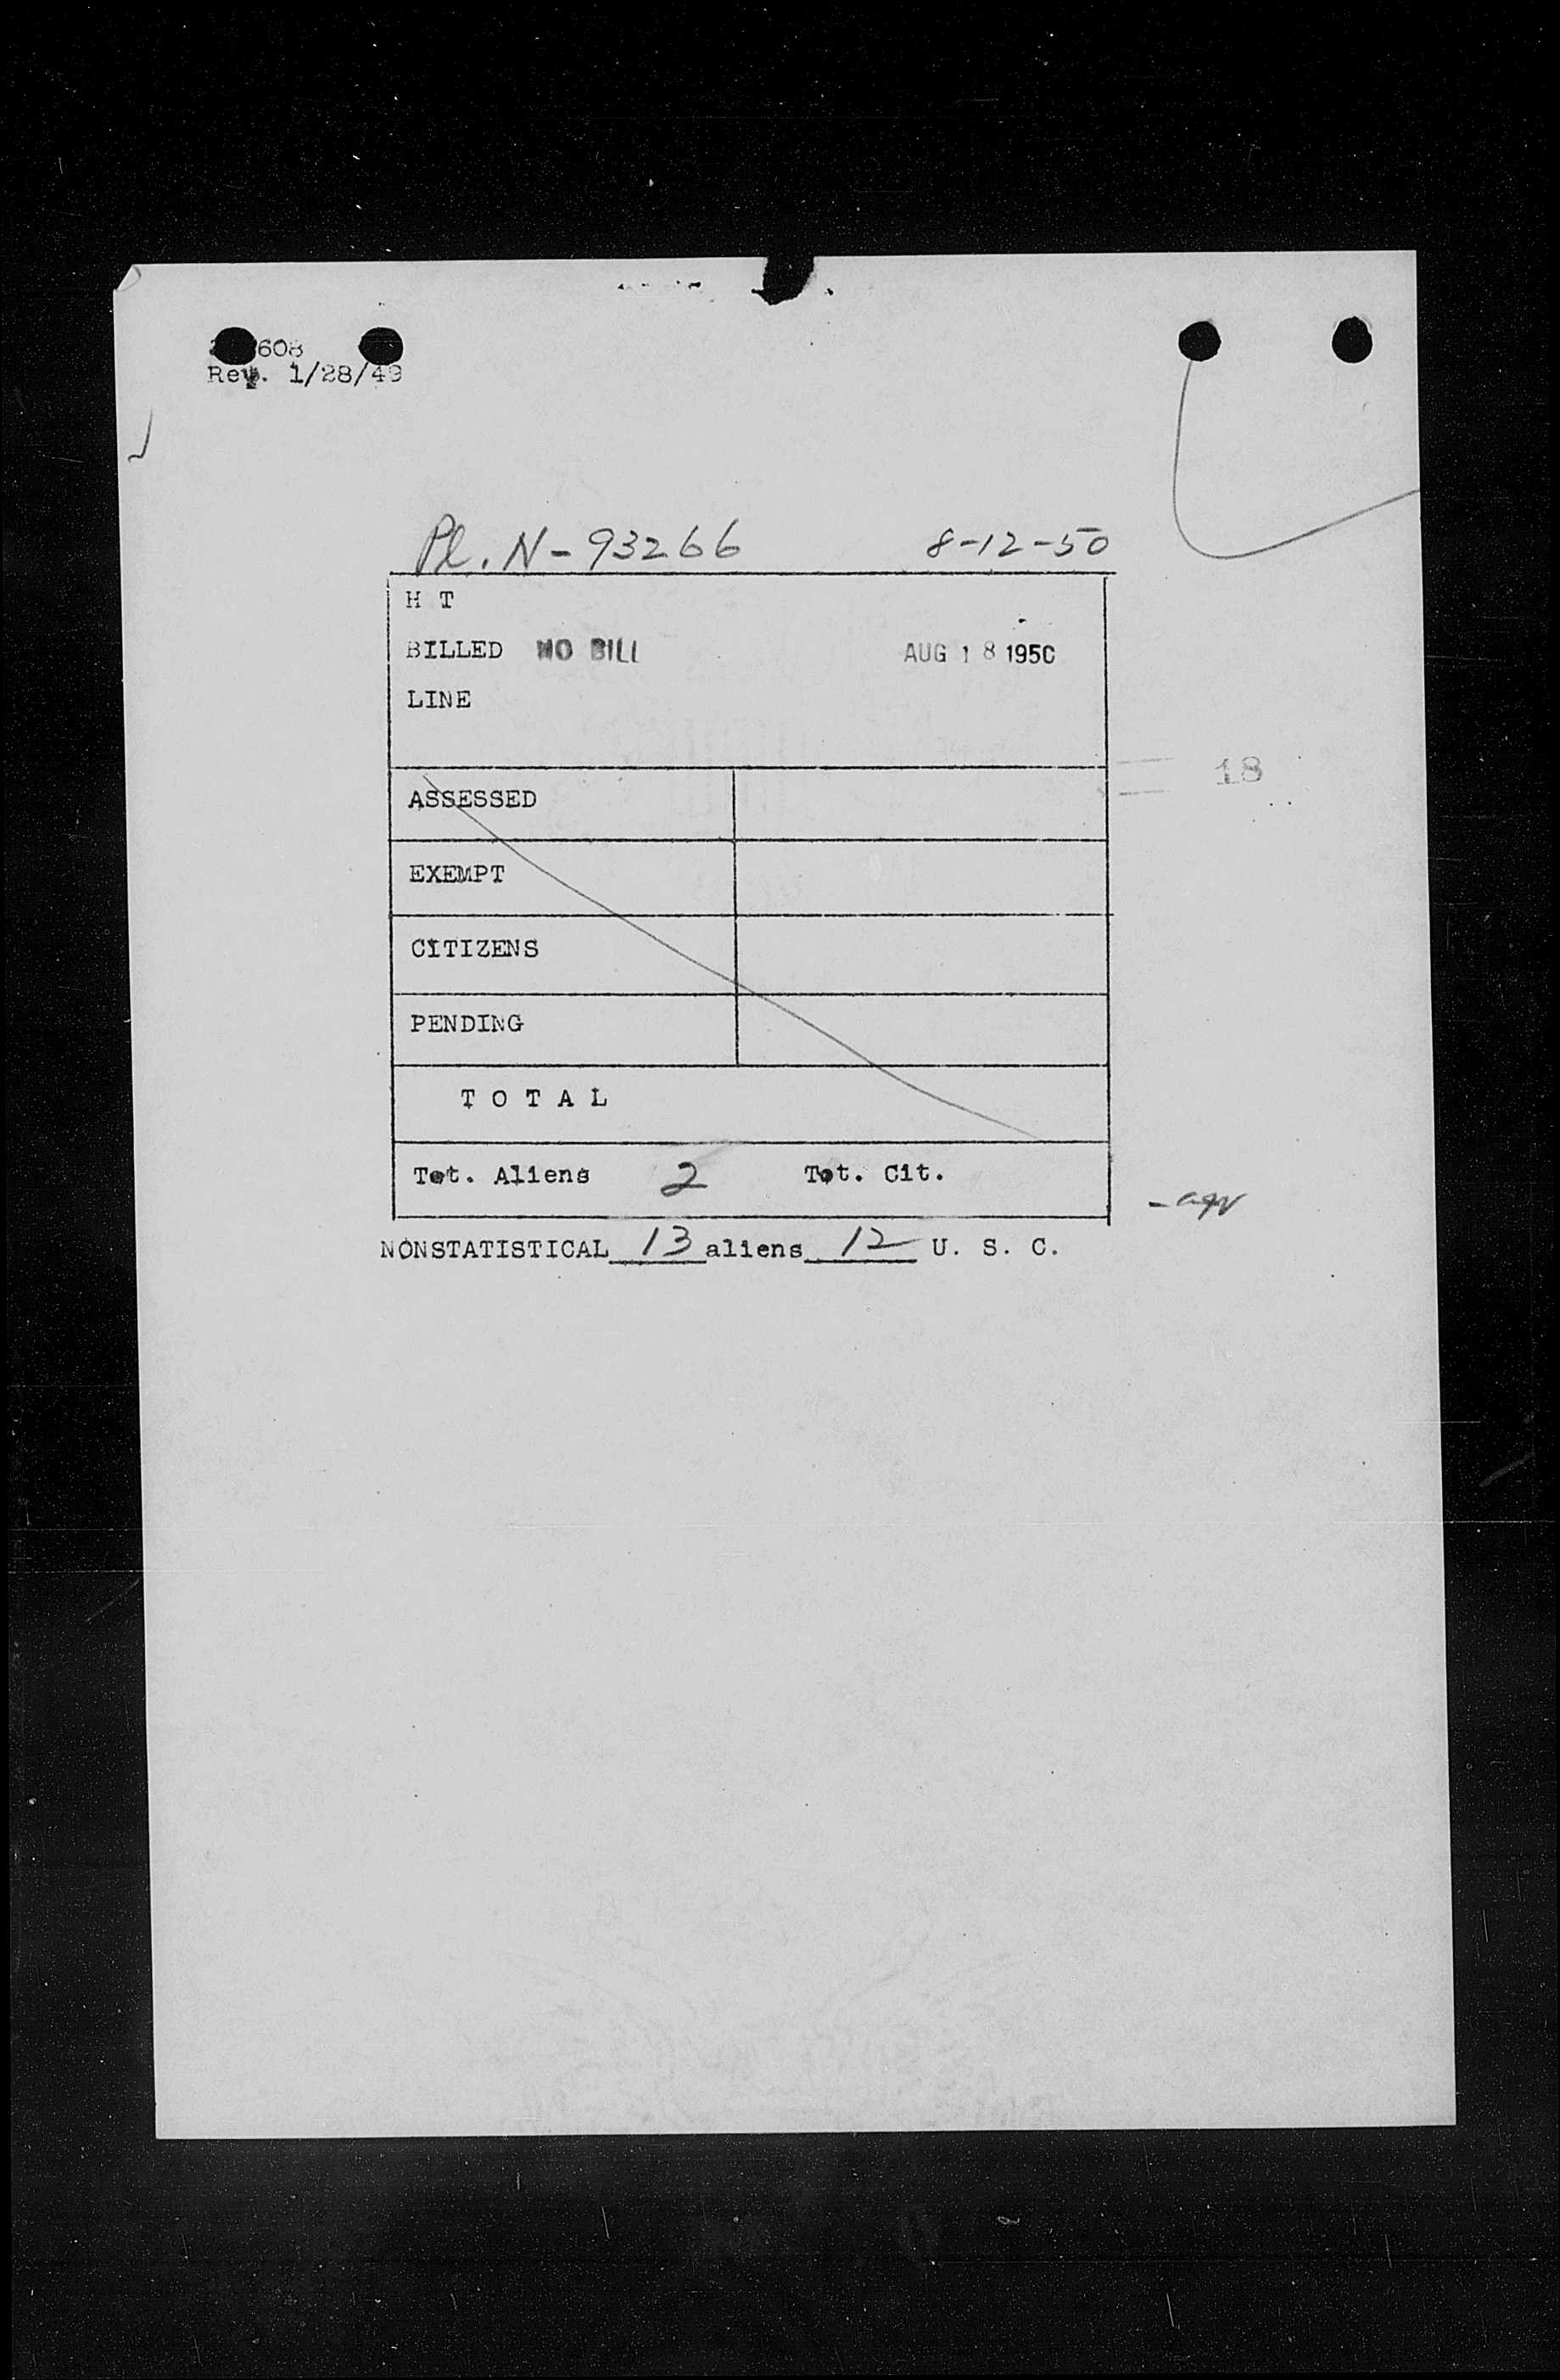 608
Rev. 1/28/49
Pl. N-93266 8-12-50
H T
BILLED NO BILL AUG 18 1950
LINE
18
ASSESSED
EXEMPT
CITIZENS
PENDING
T O T A L
Tot. Aliens 2 Tot. Cit.
NONSTATISTICAL 13 aliens 12 U. S. C.